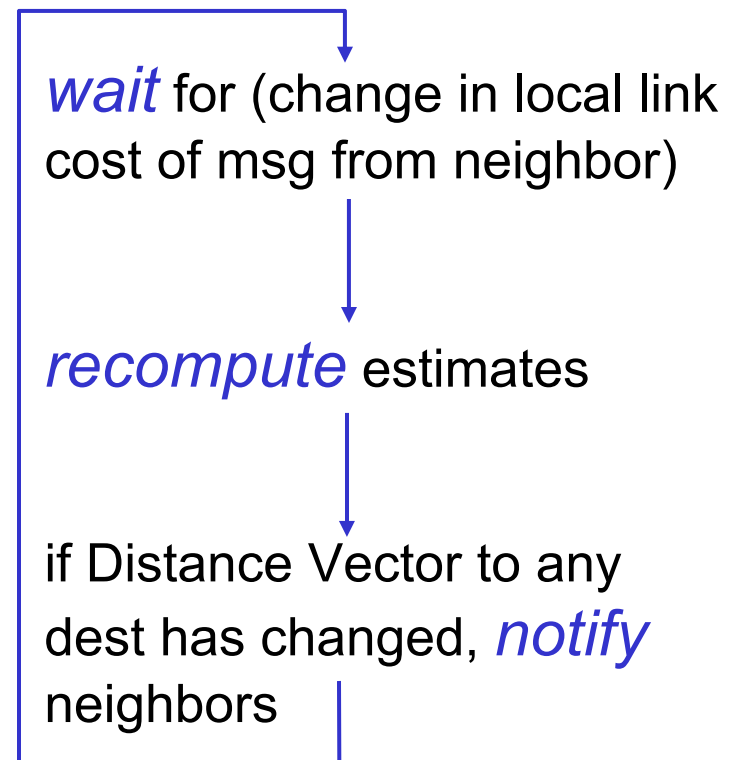 wait for (change in local link
cost of msg from neighbor)
recompute estimates
if Distance Vector to any
dest has changed, notify
neighbors